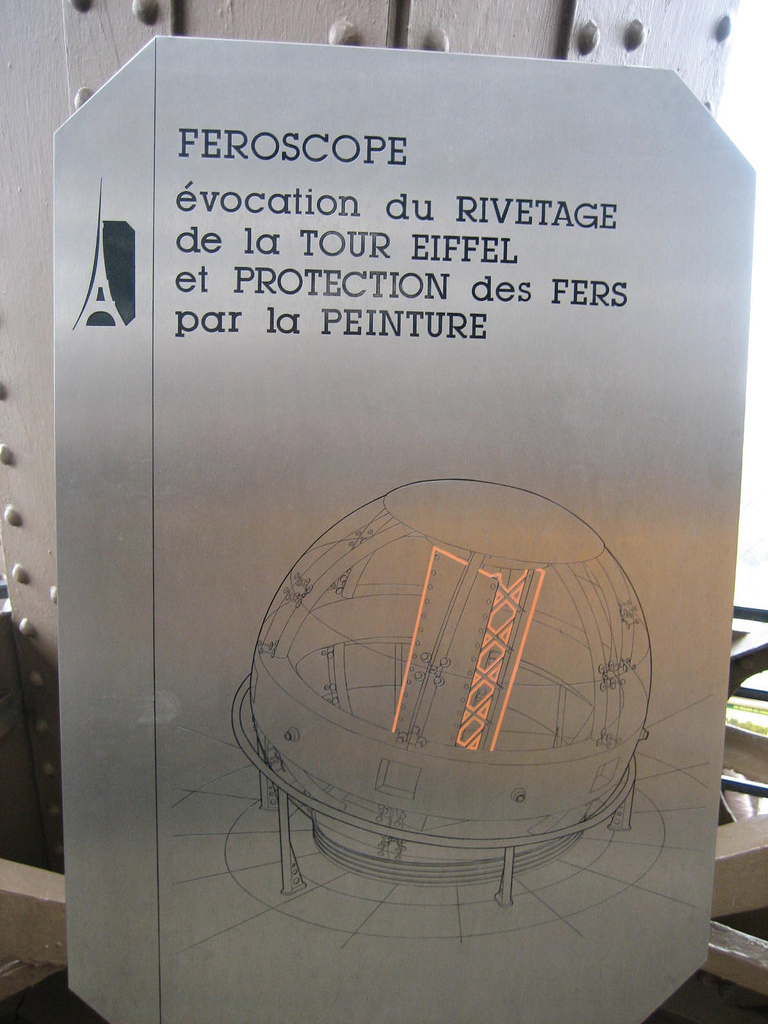 FEROSCOPE
évocation du RIVETAGE
de la TOUR EIFFEL
et PROTECTION des FERS
par la PEINTURE